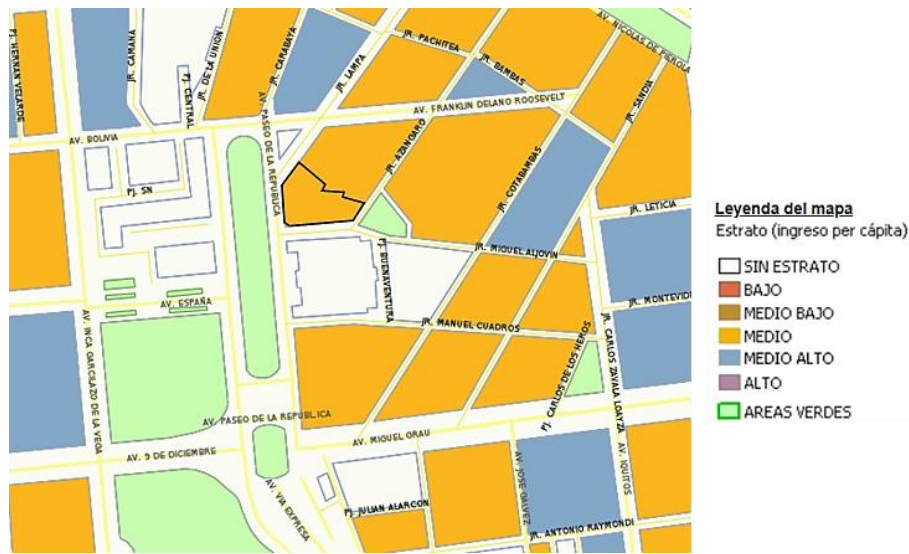 PJ. HERNAN VELARDE
JR. CAMANA
PJ. CENTRAL
JR. DE LA UNION
JR. CARABAYA
JR. LAMPA
JR. PACHITEA
JR. BAMBAS
AV. NICOLAS DE PIEROLA
JR. SANDIA
AV. FRANKLIN DELANO ROOSEVELT
AV. BOLIVIA
AV. PASEO DE LA REPUBLICA
JR. AZANGARO
JR. COTABAMBAS
PJ. SN
JR. LETICIA
JR. MIGUEL ALJOVIN
PJ. BUENAVENTURA
AV. ESPAÑA
JR. MONTEVID
JR. MANUEL CUADROS
AV. INCA GARCILAZO DE LA VEGA
PJ. CARLOS DE LOS HEROS
JR. CARLOS ZAVALA LOAYZA
AV. PASEO DE LA REPUBLICA
AV. MIGUEL GRAU
AV. 9 DE DICIEMBRE
AV. VIA EXPRESA
PJ. JULIAN ALARCON
AV. JOSE GALVEZ
AV. IQUITOS
JR. ANTONIO RAYMONDI
Leyenda del mapa
Estrato (ingreso per cápita)
SIN ESTRATO
BAJO
MEDIO BAJO
MEDIO
MEDIO ALTO
ALTO
AREAS VERDES